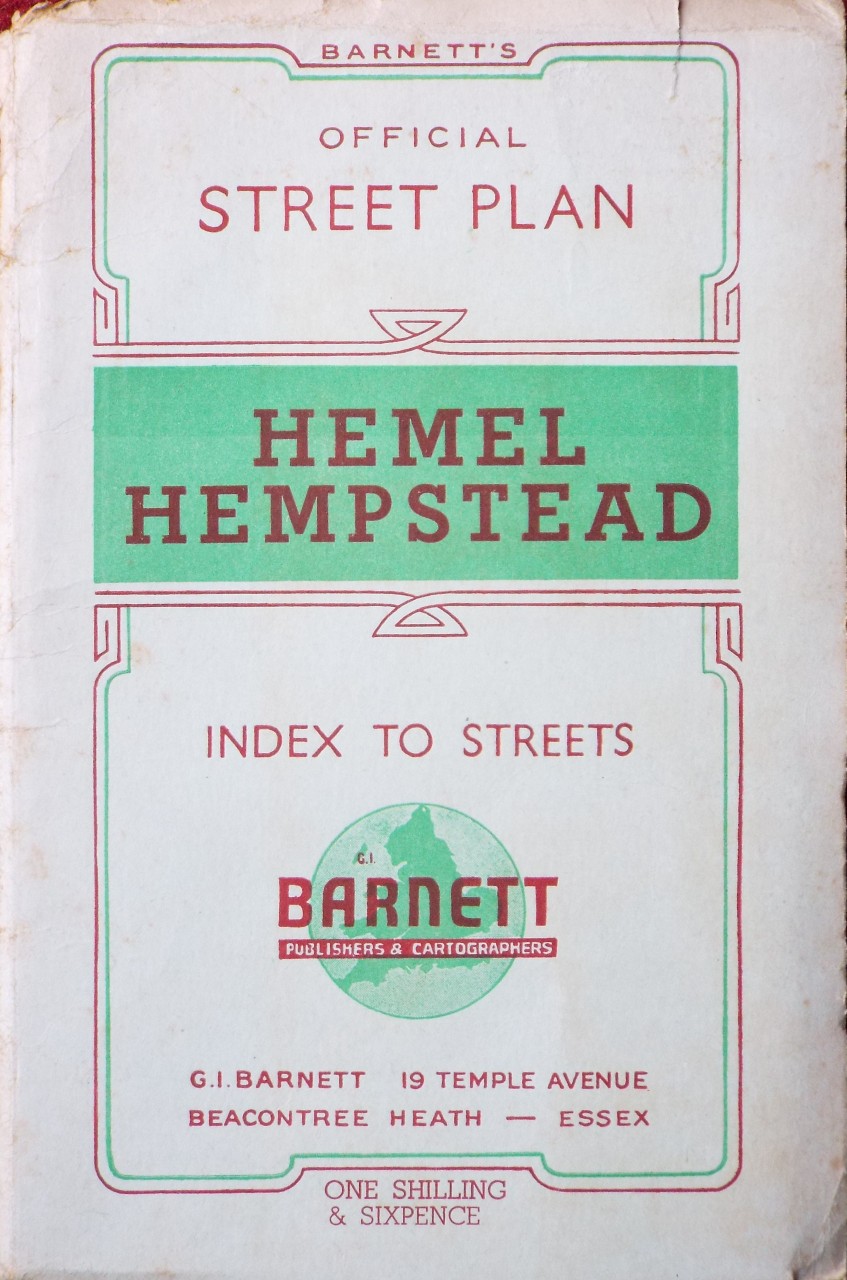 BARNETT'S
OFFICIAL
STREET PLAN
HEMEL
HEMPSTEAD
INDEX TO STREETS
G.I.
BARNETT
PUBLISHERS & CARTOGRAPHERS
G.I. BARNETT 19 TEMPLE AVENUE
BEACONTREE HEATH — ESSEX
ONE SHILLING
& SIXPENCE